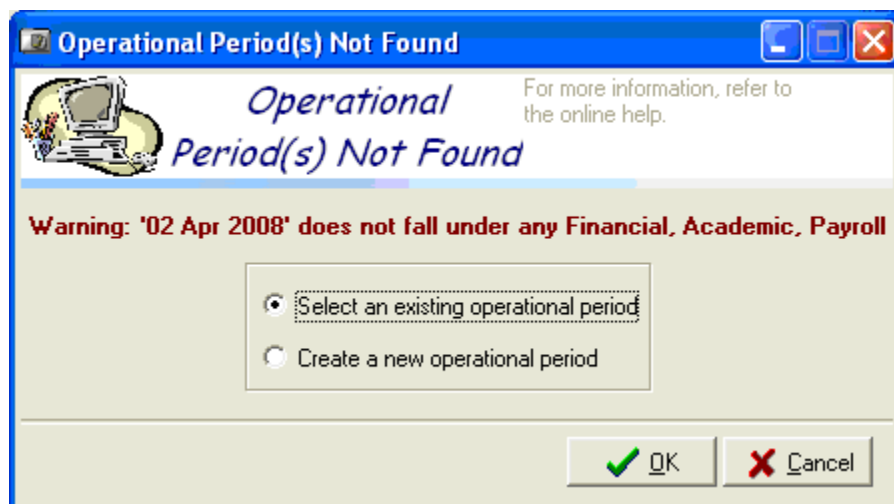 Operational Period(s) Not Found
Operational
Period(s) Not Found
For more information, refer to
the online help.
Warning: '02 Apr 2008' does not fall under any Financial, Academic, Payroll
Select an existing operational period
Create a new operational period
OK
Cancel